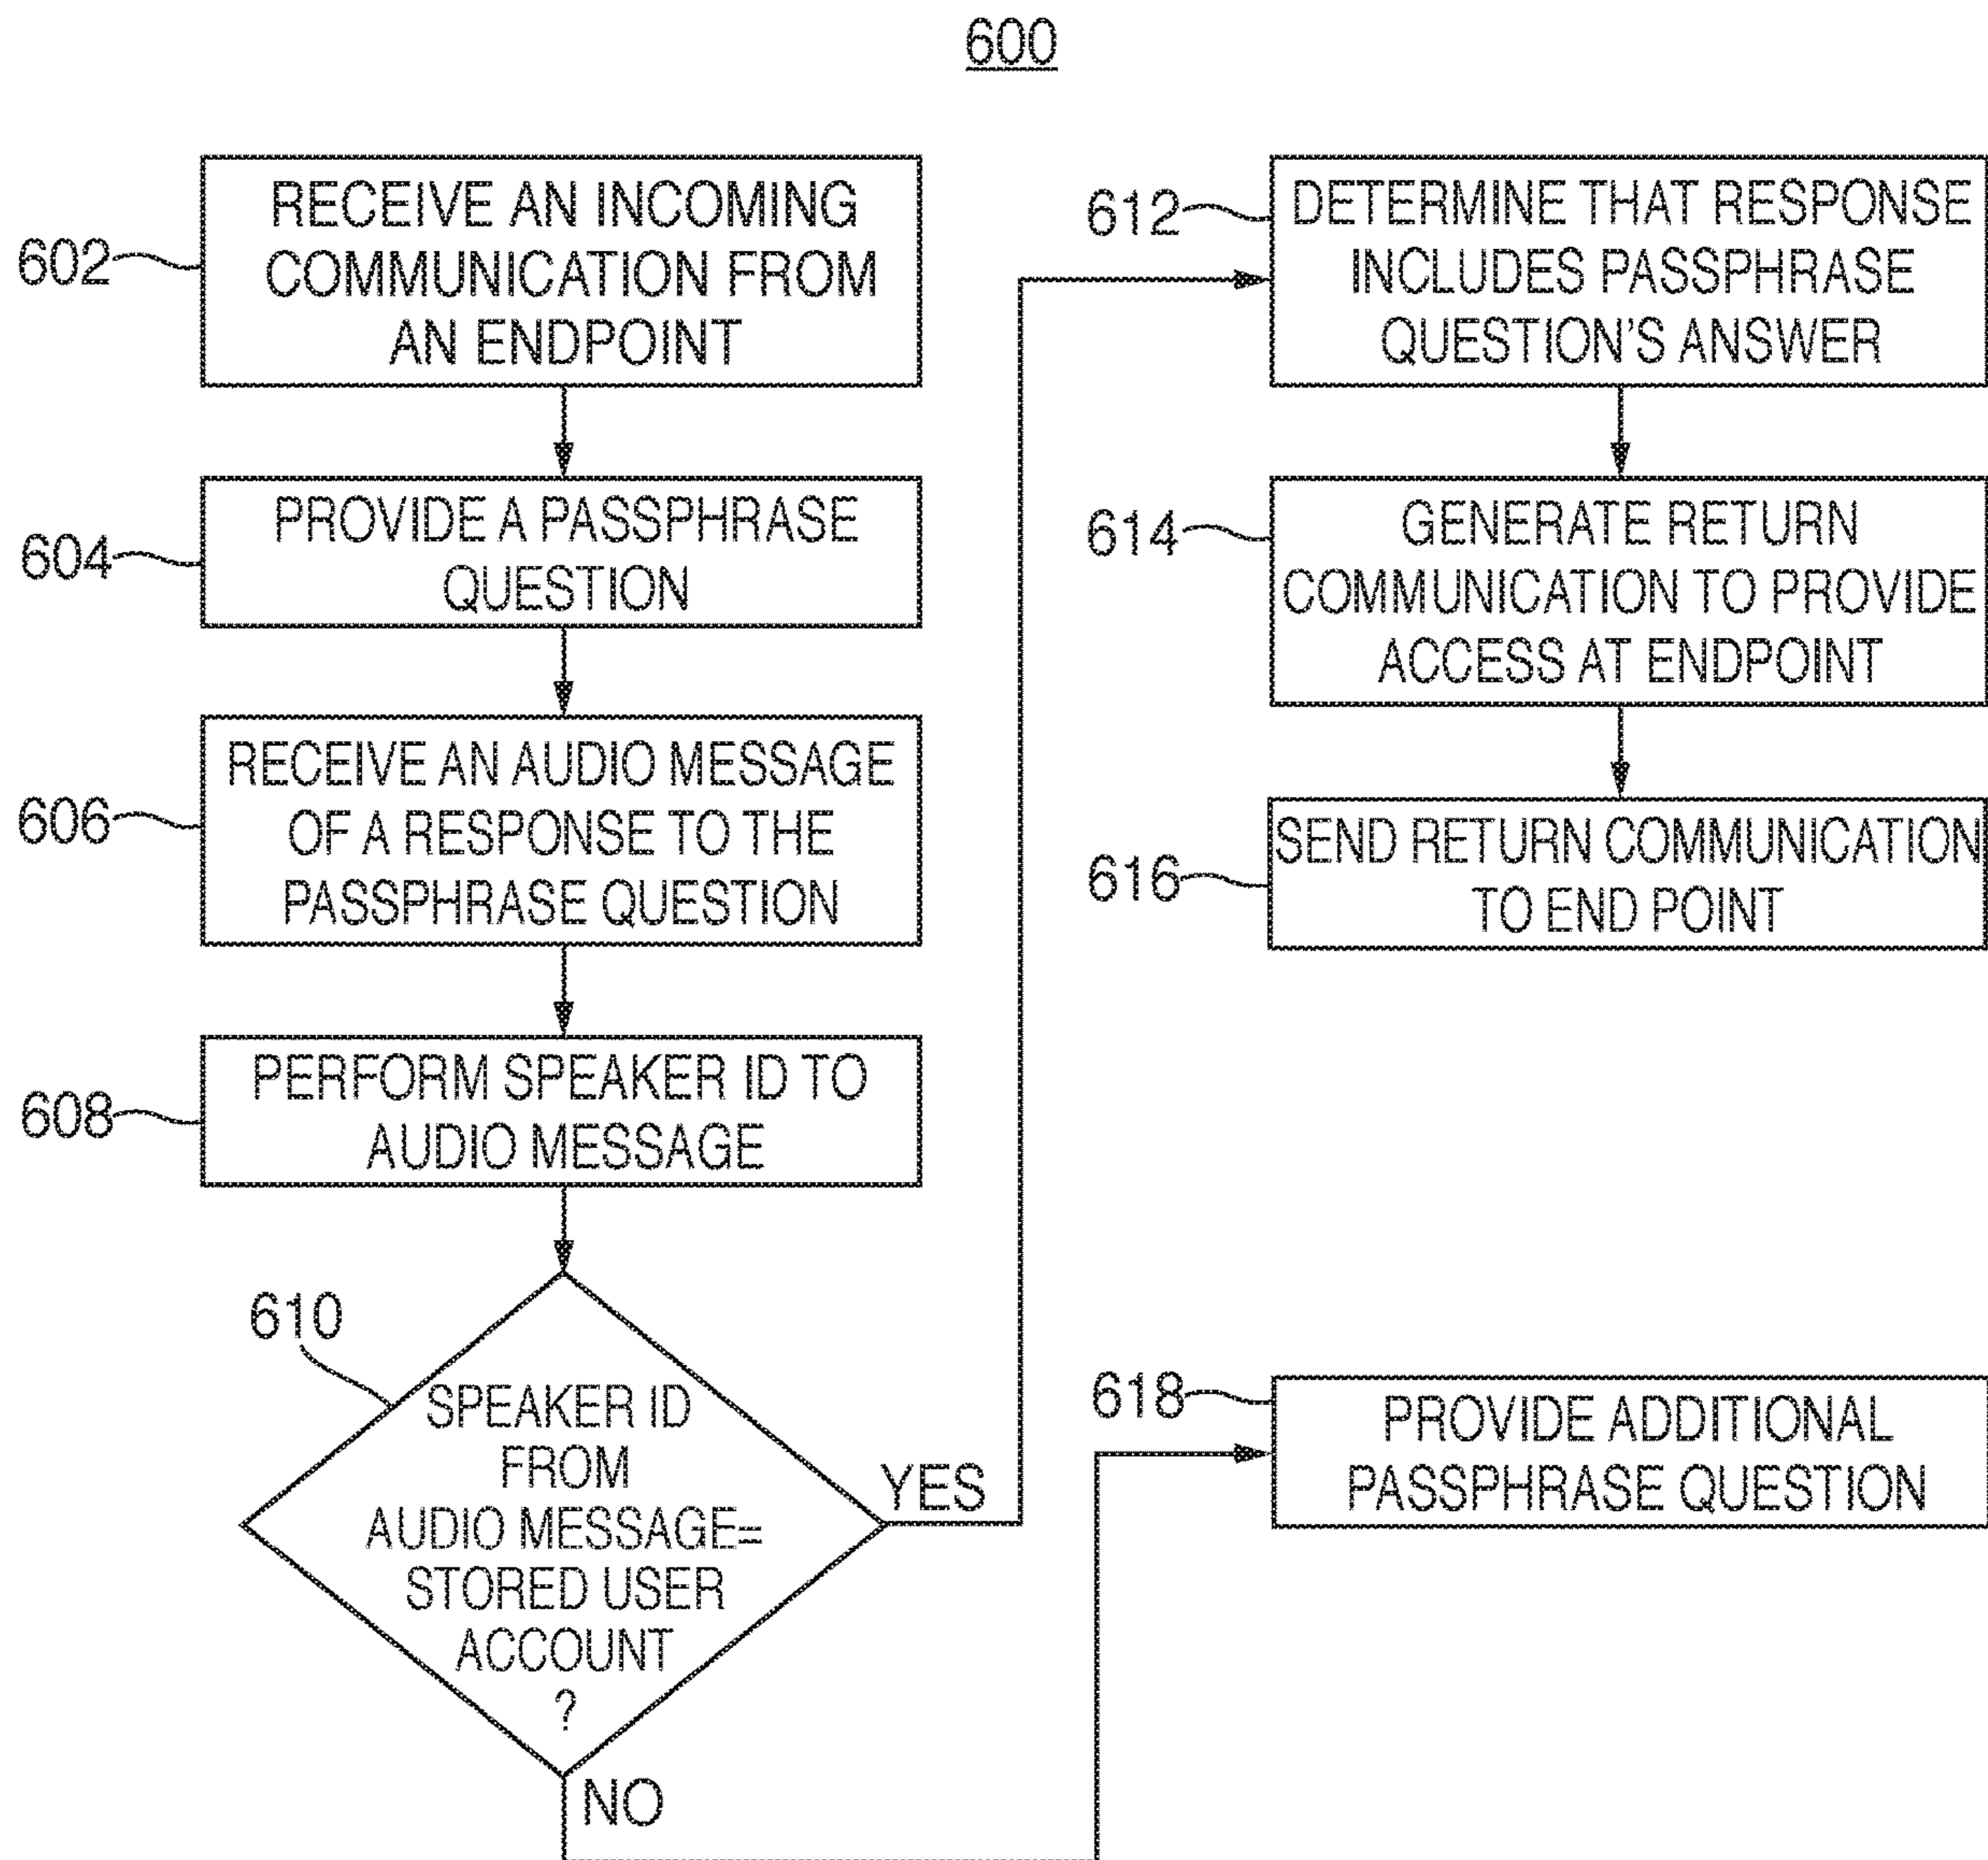 600
602
RECEIVE AN INCOMING
COMMUNICATION FROM
AN ENDPOINT
604
PROVIDE A PASSPHRASE
QUESTION
606
RECEIVE AN AUDIO MESSAGE
OF A RESPONSE TO THE
PASSPHRASE QUESTION
608
PERFORM SPEAKER ID TO
AUDIO MESSAGE
610
SPEAKER ID
FROM
AUDIO MESSAGE=
STORED USER
ACCOUNT
?
YES
NO
612
DETERMINE THAT RESPONSE
INCLUDES PASSPHRASE
QUESTION'S ANSWER
614
GENERATE RETURN
COMMUNICATION TO PROVIDE
ACCESS AT ENDPOINT
616
SEND RETURN COMMUNICATION
TO END POINT
618
PROVIDE ADDITIONAL
PASSPHRASE QUESTION